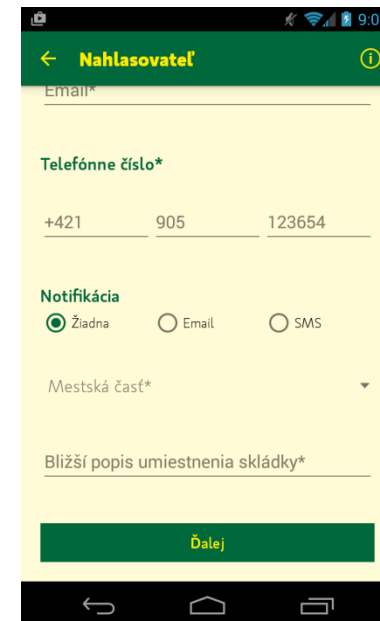 9:0
Nahlasovateľ
Email*
Telefónne číslo*
+421 905 123654
Notifikácia
Žiadna Email SMS
Mestská časť*
Bližší popis umiestnenia skládky*
Ďalej